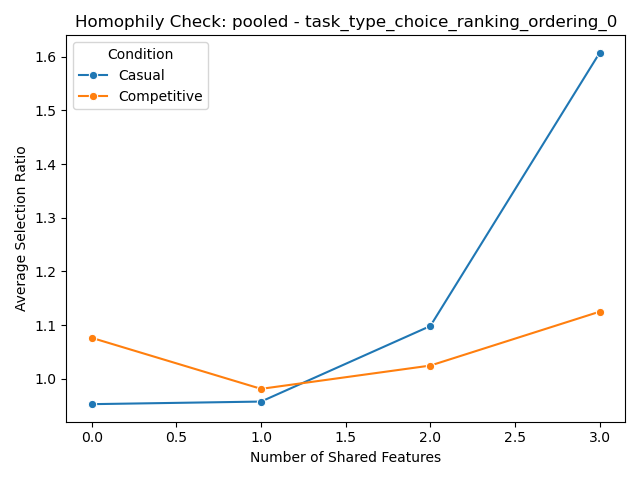 Homophily Check: pooled - task_type_choice_ranking_ordering_0
Condition
Casual
Competitive
Average Selection Ratio
1.6
1.5
1.4
1.3
1.2
1.1
1.0
0.0 0.5 1.0 1.5 2.0 2.5 3.0
Number of Shared Features